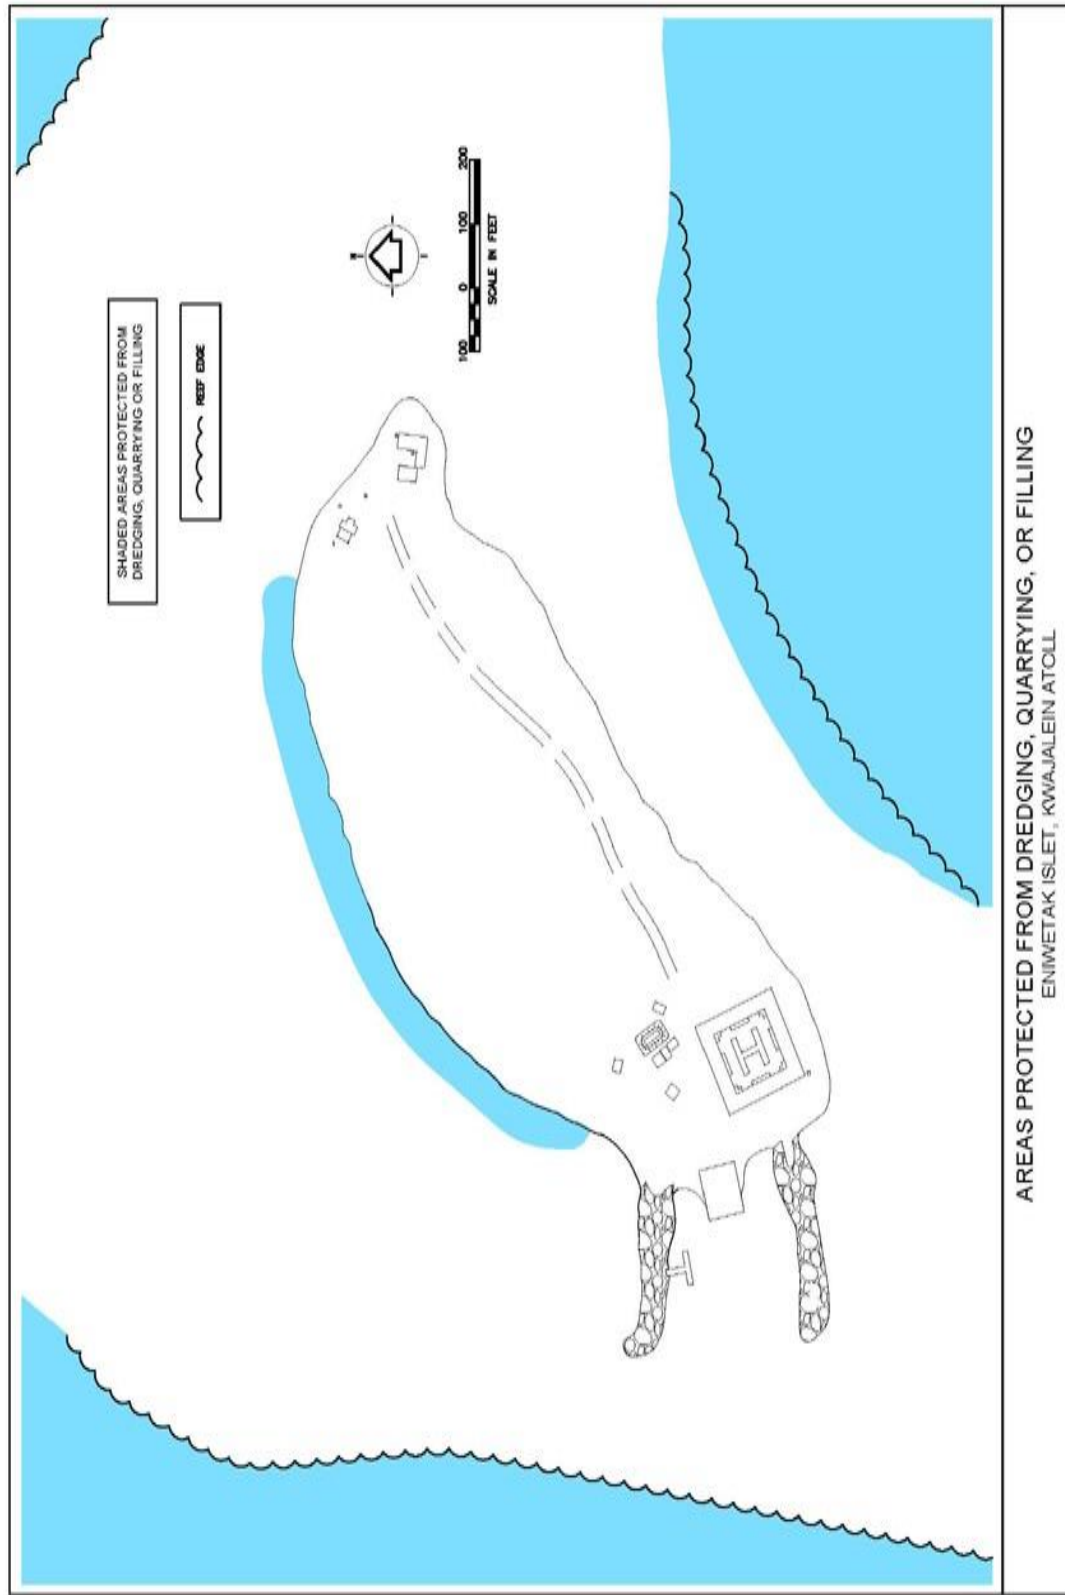 SHADED AREAS PROTECTED FROM
DREDGING, QUARRYING OR FILLING
REEF EDGE
N
100 0 100 200
SCALE IN FEET
H
AREAS PROTECTED FROM DREDGING, QUARRYING, OR FILLING
ENIWETAK ISLET, KWAJALEIN ATOLL